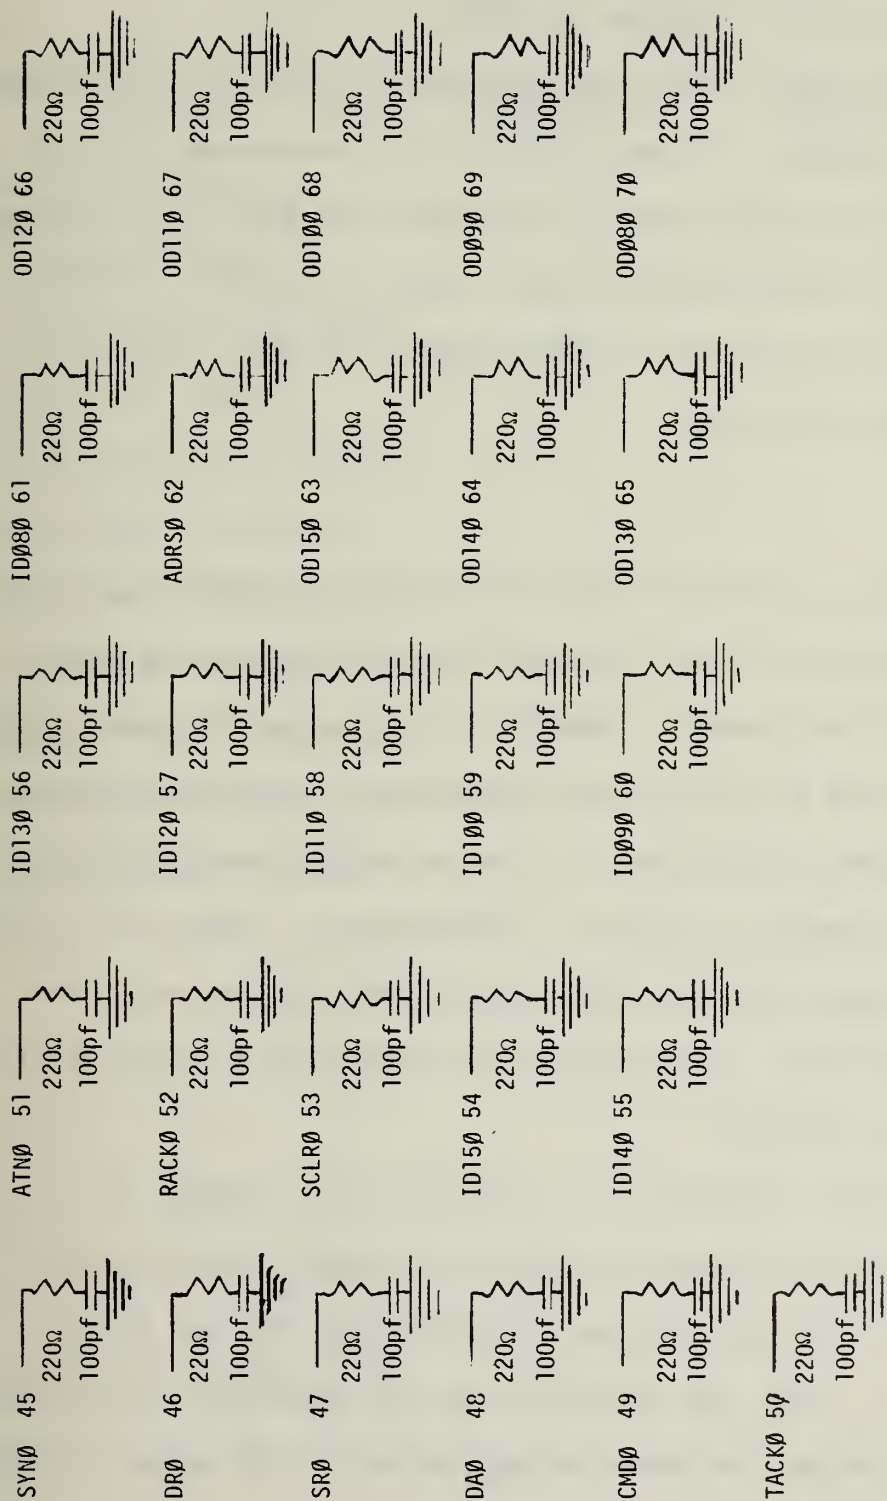 SYNØ 45
220Ω
100pf
DRØ 46
220Ω
100pf
SRØ 47
220Ω
100pf
DAØ 48
220Ω
100pf
CMDØ 49
220Ω
100pf
TACKØ 5Ø
220Ω
100pf
ATNØ 51
220Ω
100pf
RACKØ 52
220Ω
100pf
SCLRØ 53
220Ω
100pf
ID15Ø 54
220Ω
100pf
ID14Ø 55
220Ω
100pf
ID13Ø 56
220Ω
100pf
ID12Ø 57
220Ω
100pf
ID11Ø 58
220Ω
100pf
ID1ØØ 59
220Ω
100pf
IDØ9Ø 6Ø
220Ω
100pf
IDØ8Ø 61
220Ω
100pf
ADRSØ 62
220Ω
100pf
OD15Ø 63
220Ω
100pf
OD14Ø 64
220Ω
100pf
OD13Ø 65
220Ω
100pf
OD12Ø 66
220Ω
100pf
OD11Ø 67
220Ω
100pf
OD1ØØ 68
220Ω
100pf
ODØ9Ø 69
220Ω
100pf
ODØ8Ø 7Ø
220Ω
100pf